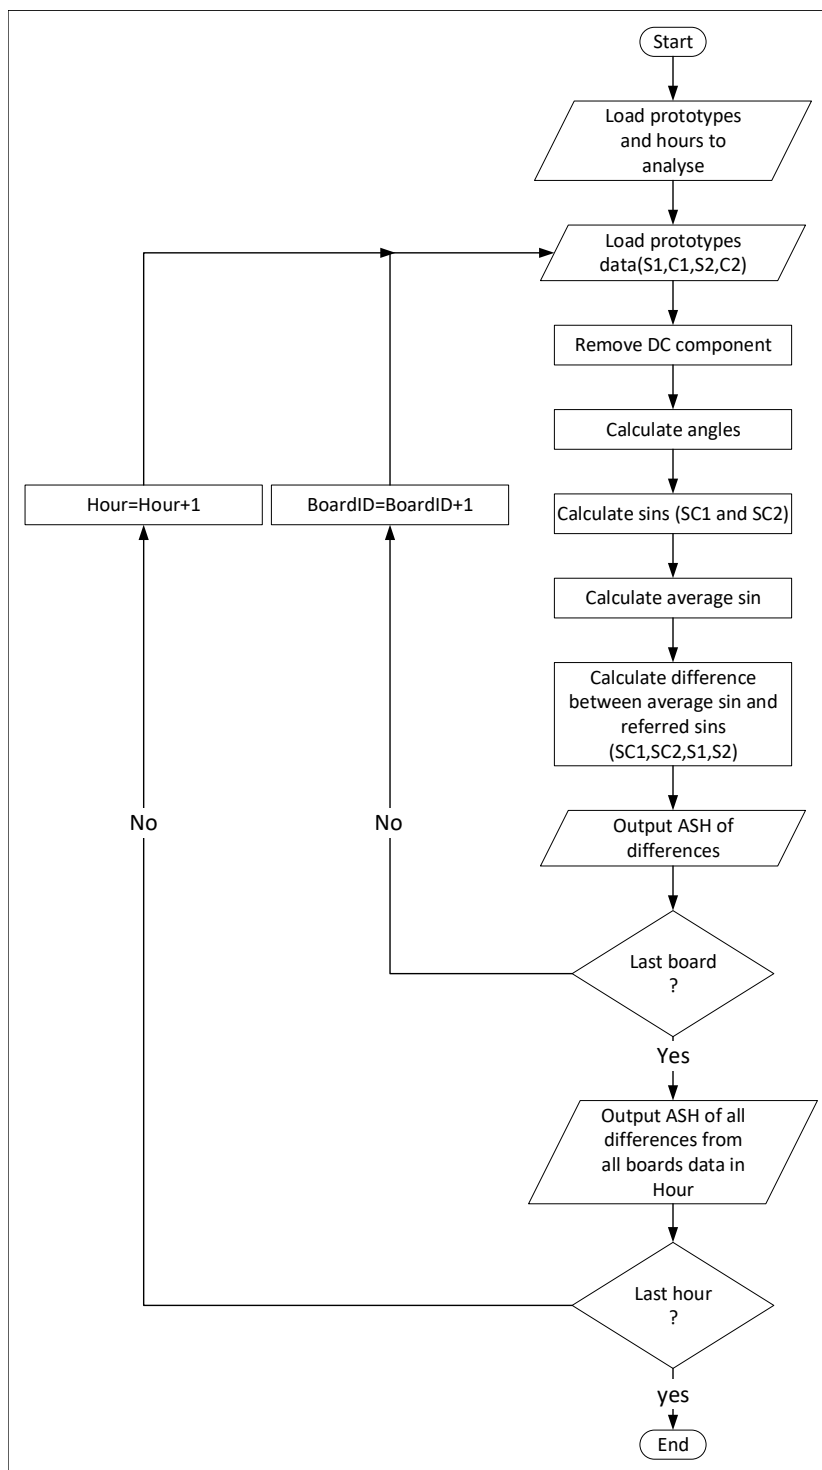 Start
Load prototypes
and hours to
analyse
Load prototypes
data(S1,C1,S2,C2)
Remove DC component
Calculate angles
Hour=Hour+1
BoardID=BoardID+1
Calculate sins (SC1 and SC2)
Calculate average sin
Calculate difference
between average sin and
referred sins
(SC1,SC2,S1,S2)
No
No
Output ASH of
differences
Last board
?
Yes
Output ASH of all
differences from
all boards data in
Hour
Last hour
?
yes
End